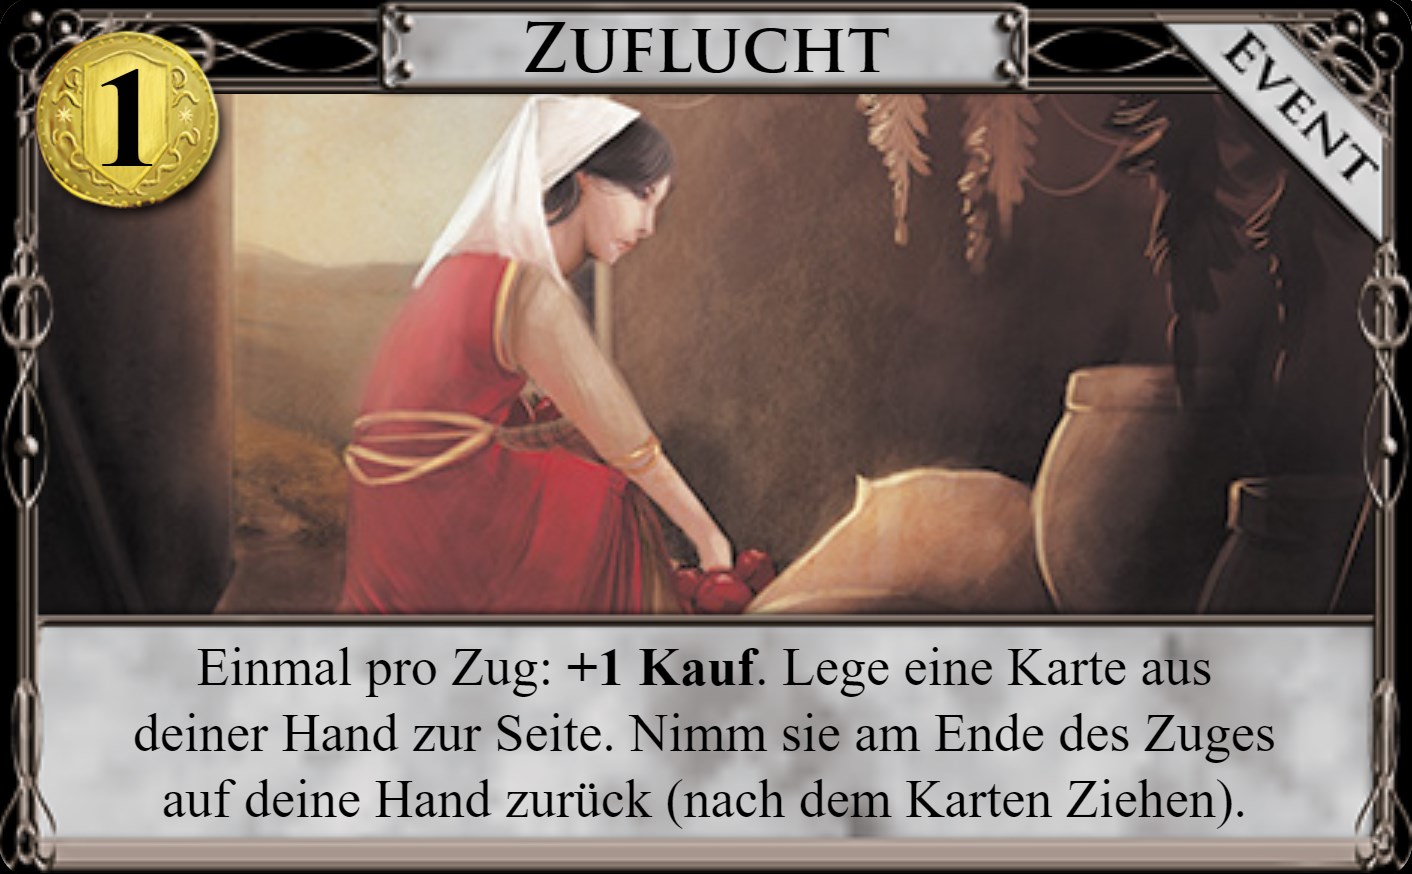 ZUFLUCHT
1
EVENT
Einmal pro Zug: +1 Kauf. Lege eine Karte aus
deiner Hand zur Seite. Nimm sie am Ende des Zuges
auf deine Hand zurück (nach dem Karten Ziehen).